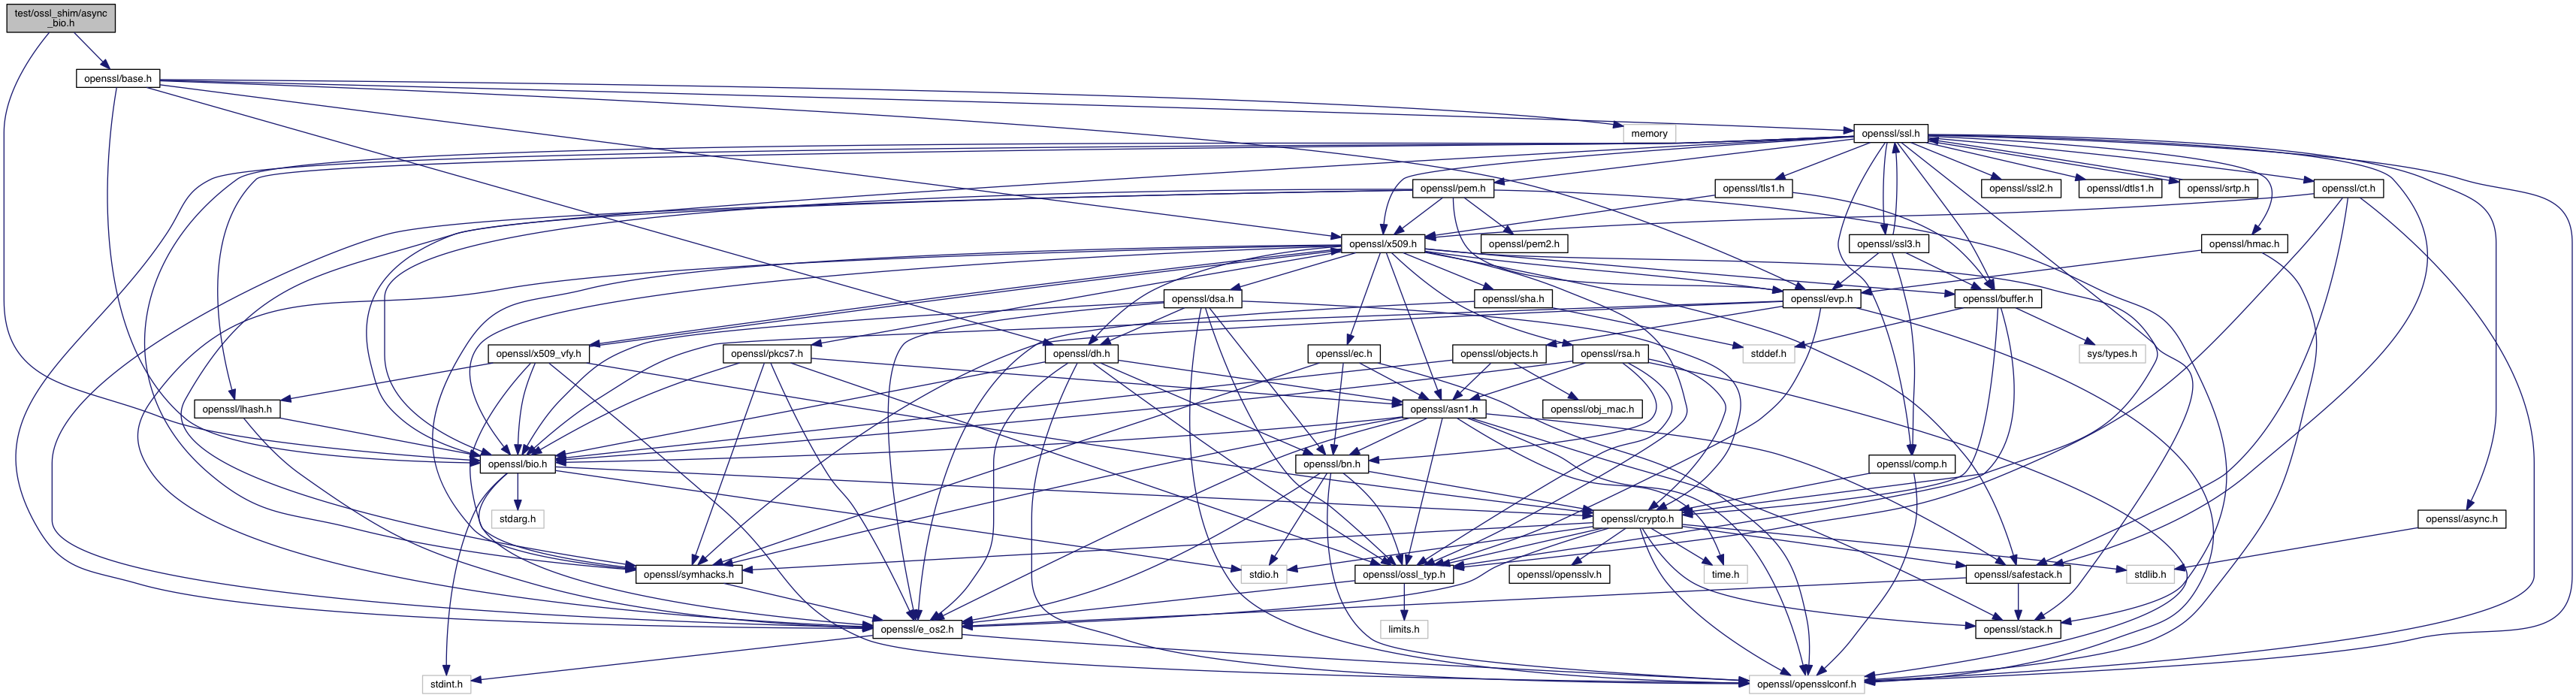 test/ossl_shim/async
_bio.h
openssl/base.h
memory
openssl/ssl.h
openssl/pem.h
openssl/tls1.h
openssl/ssl2.h
openssl/dtls1.h
openssl/srtp.h
openssl/ct.h
openssl/x509.h
openssl/pem2.h
openssl/ssl3.h
openssl/hmac.h
openssl/dsa.h
openssl/sha.h
openssl/evp.h
openssl/buffer.h
openssl/x509_vfy.h
openssl/pkcs7.h
openssl/dh.h
openssl/ec.h
openssl/objects.h
openssl/rsa.h
stddef.h
sys/types.h
openssl/lhash.h
openssl/asn1.h
openssl/obj_mac.h
openssl/bio.h
openssl/bn.h
openssl/comp.h
stdarg.h
openssl/crypto.h
openssl/async.h
openssl/symhacks.h
stdio.h
openssl/ossl_typ.h
openssl/opensslv.h
time.h
openssl/safestack.h
stdlib.h
openssl/e_os2.h
limits.h
openssl/stack.h
stdint.h
openssl/opensslconf.h